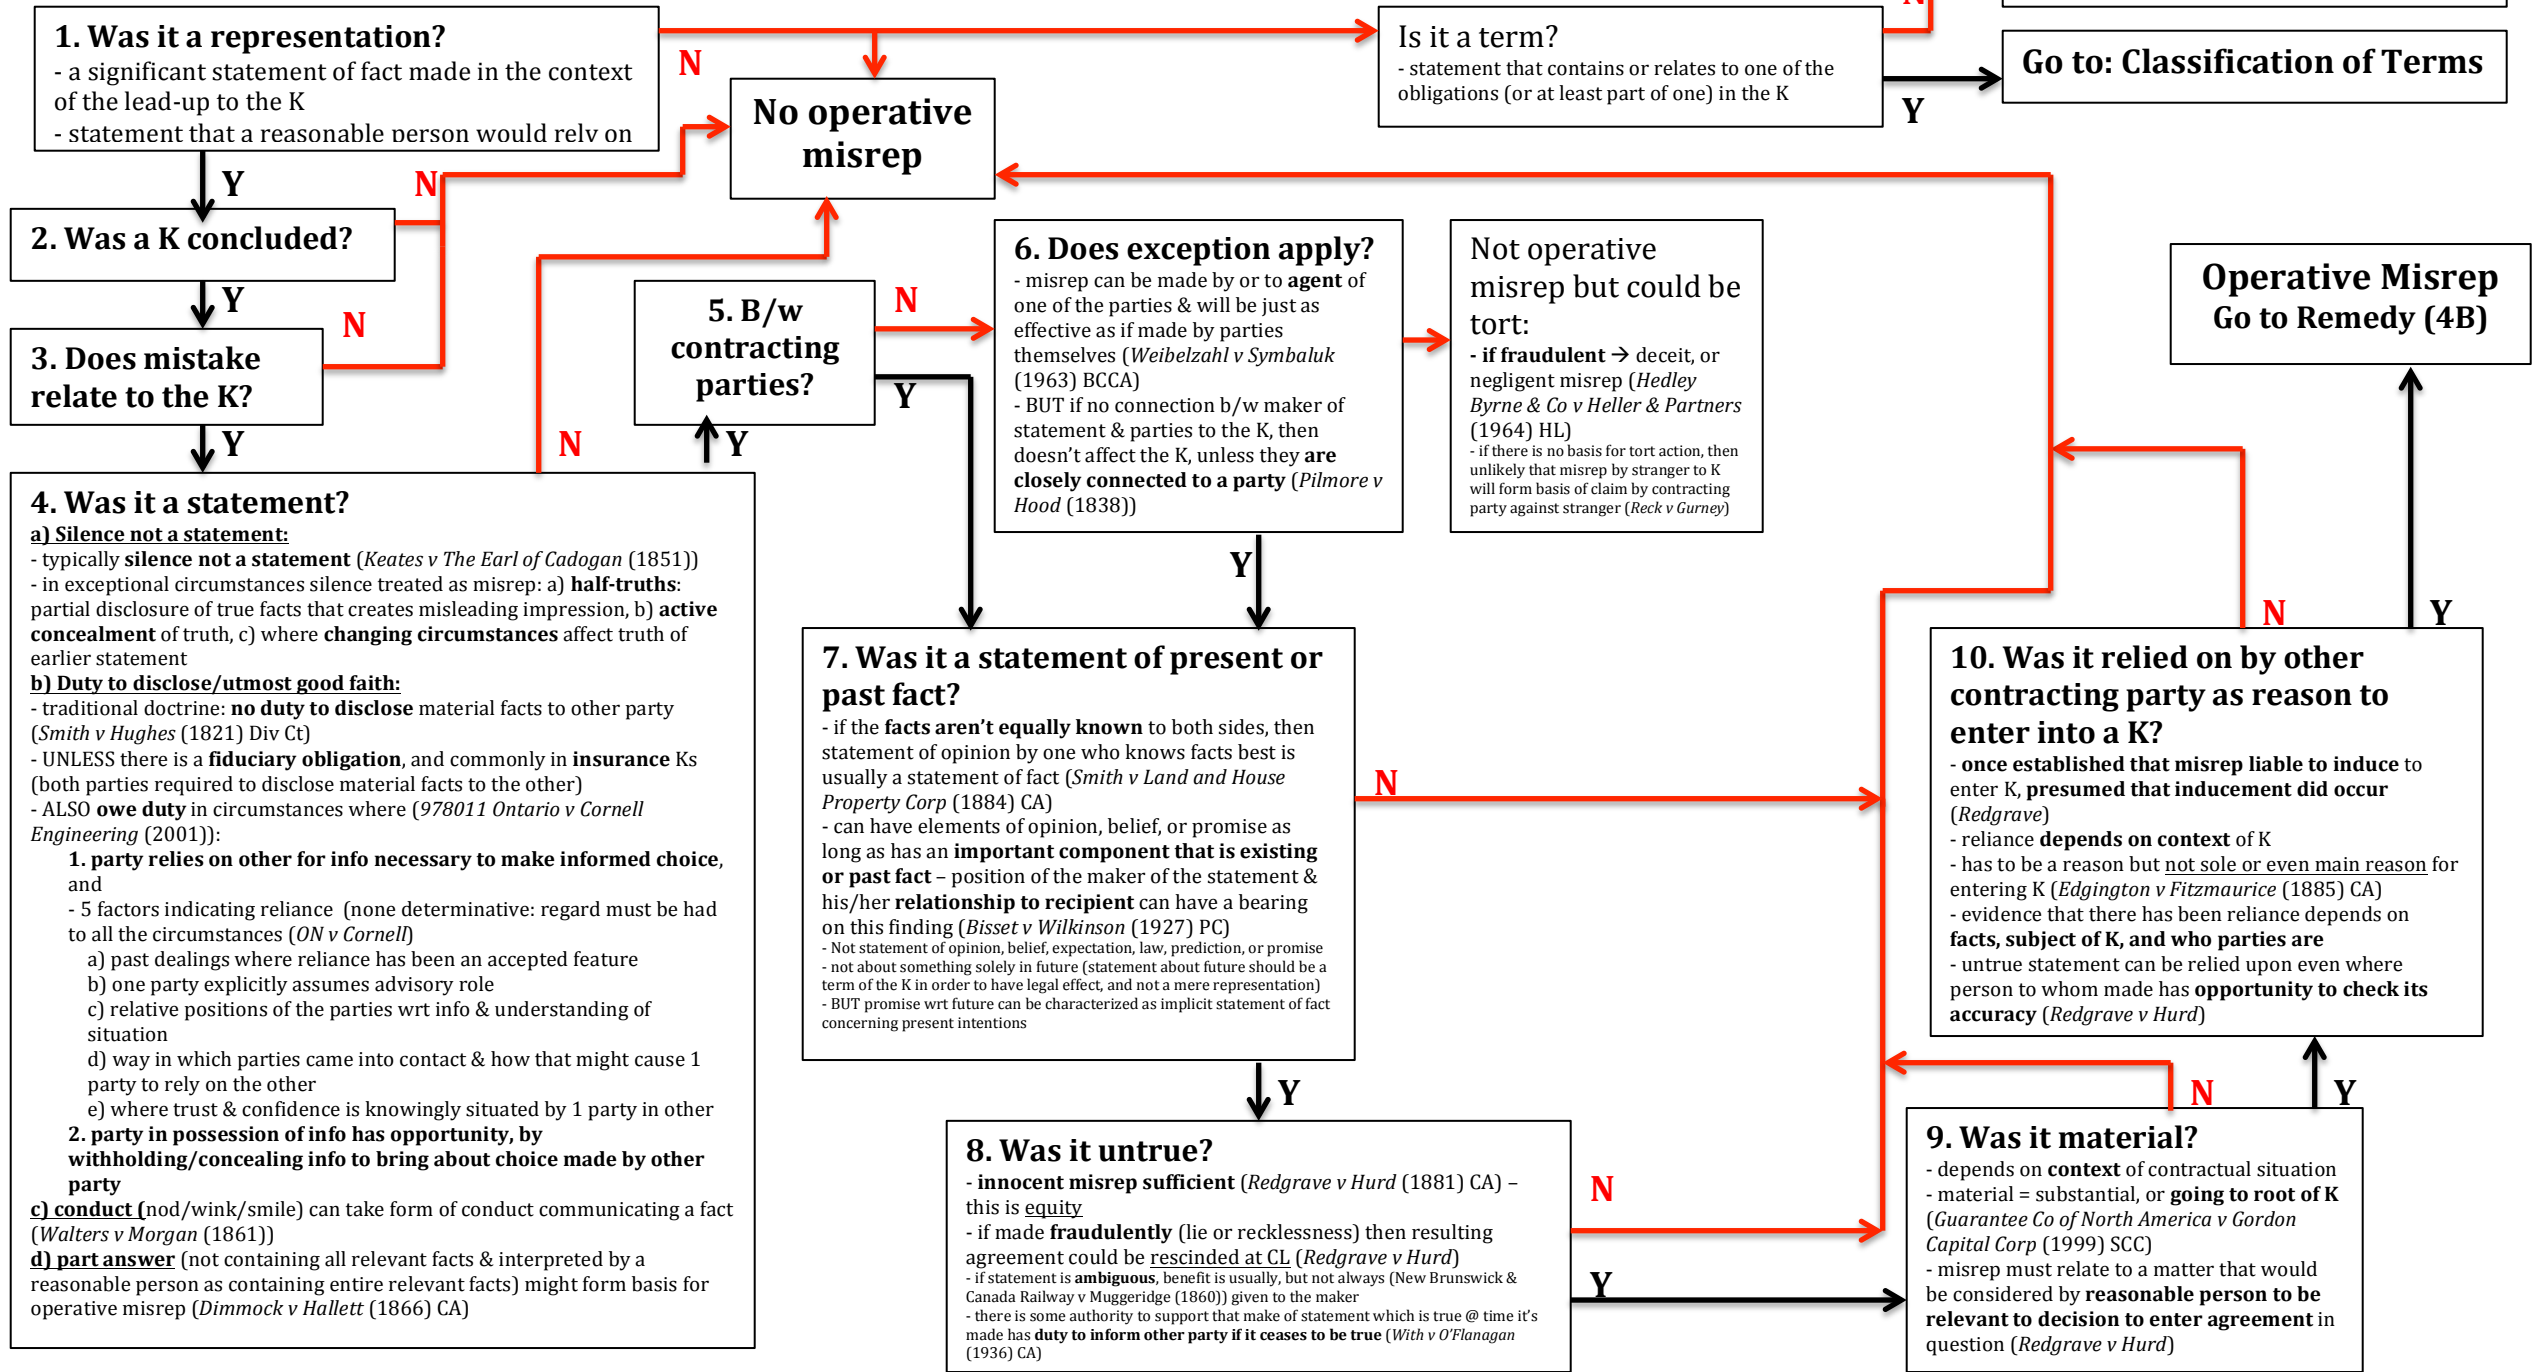 1. Was it a representation?
- a significant statement of fact made in the context
of the lead-up to the K
- statement that a reasonable person would rely on
N
Is it a term?
- statement that contains or relates to one of the
obligations (or at least part of one) in the K
N
Y
Go to: Classification of Terms
No operative
misrep
Y
N
2. Was a K concluded?
Y
N
3. Does mistake
relate to the K?
Y
N
4. Was it a statement?
a) Silence not a statement:
- typically silence not a statement (Keates v The Earl of Cadogan (1851))
- in exceptional circumstances silence treated as misrep: a) half-truths:
partial disclosure of true facts that creates misleading impression, b) active
concealment of truth, c) where changing circumstances affect truth of
earlier statement
b) Duty to disclose/utmost good faith:
- traditional doctrine: no duty to disclose material facts to other party
(Smith v Hughes (1821) Div Ct)
- UNLESS there is a fiduciary obligation, and commonly in insurance Ks
(both parties required to disclose material facts to the other)
- ALSO owe duty in circumstances where (978011 Ontario v Cornell
Engineering (2001)):
1. party relies on other for info necessary to make informed choice,
and
- 5 factors indicating reliance (none determinative: regard must be had
to all the circumstances (ON v Cornell)
a) past dealings where reliance has been an accepted feature
b) one party explicitly assumes advisory role
c) relative positions of the parties wrt info & understanding of
situation
d) way in which parties came into contact & how that might cause 1
party to rely on the other
e) where trust & confidence is knowingly situated by 1 party in other
2. party in possession of info has opportunity, by
withholding/concealing info to bring about choice made by other
party
c) conduct (nod/wink/smile) can take form of conduct communicating a fact
(Walters v Morgan (1861))
d) part answer (not containing all relevant facts & interpreted by a
reasonable person as containing entire relevant facts) might form basis for
operative misrep (Dimmock v Hallett (1866) CA)
Y
5. B/w
contracting
parties?
N
Y
6. Does exception apply?
- misrep can be made by or to agent of
one of the parties & will be just as
effective as if made by parties
themselves (Weibelzahl v Symbaluk
(1963) BCCA)
- BUT if no connection b/w maker of
statement & parties to the K, then
doesn't affect the K, unless they are
closely connected to a party (Pilmore v
Hood (1838))
Y
Not operative
misrep but could be
tort:
- if fraudulent → deceit, or
negligent misrep (Hedley
Byrne & Co v Heller & Partners
(1964) HL)
- if there is no basis for tort action, then
unlikely that misrep by stranger to K
will form basis of claim by contracting
party against stranger (Reck v Gurney)
7. Was it a statement of present or
past fact?
- if the facts aren't equally known to both sides, then
statement of opinion by one who knows facts best is
usually a statement of fact (Smith v Land and House
Property Corp (1884) CA)
- can have elements of opinion, belief, or promise as
long as has an important component that is existing
or past fact – position of the maker of the statement &
his/her relationship to recipient can have a bearing
on this finding (Bisset v Wilkinson (1927) PC)
- Not statement of opinion, belief, expectation, law, prediction, or promise
- not about something solely in future (statement about future should be a
term of the K in order to have legal effect, and not a mere representation)
- BUT promise wrt future can be characterized as implicit statement of fact
concerning present intentions
N
Y
8. Was it untrue?
- innocent misrep sufficient (Redgrave v Hurd (1881) CA) –
this is equity
- if made fraudulently (lie or recklessness) then resulting
agreement could be rescinded at CL (Redgrave v Hurd)
- if statement is ambiguous, benefit is usually, but not always (New Brunswick &
Canada Railway v Muggeridge (1860)) given to the maker
- there is some authority to support that make of statement which is true @ time it's
made has duty to inform other party if it ceases to be true (With v O'Flanagan
(1936) CA)
N
Y
9. Was it material?
- depends on context of contractual situation
- material = substantial, or going to root of K
(Guarantee Co of North America v Gordon
Capital Corp (1999) SCC)
- misrep must relate to a matter that would
be considered by reasonable person to be
relevant to decision to enter agreement in
question (Redgrave v Hurd)
N
Y
10. Was it relied on by other
contracting party as reason to
enter into a K?
- once established that misrep liable to induce to
enter K, presumed that inducement did occur
(Redgrave)
- reliance depends on context of K
- has to be a reason but not sole or even main reason for
entering K (Edgington v Fitzmaurice (1885) CA)
- evidence that there has been reliance depends on
facts, subject of K, and who parties are
- untrue statement can be relied upon even where
person to whom made has opportunity to check its
accuracy (Redgrave v Hurd)
N
Y
Operative Misrep
Go to Remedy (4B)